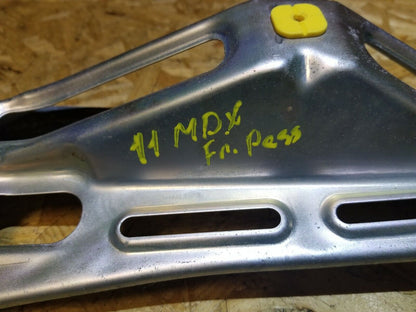 11 MDX
Fr. Pass